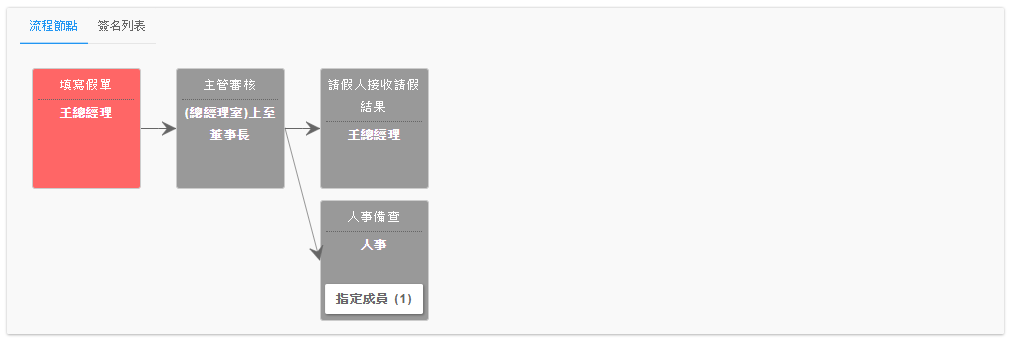 流程節點
簽名列表
填寫假單
王總經理
主管審核
(總經理室)上至
董事長
請假人接收請假
結果
王總經理
人事備查
人事
指定成員 (1)